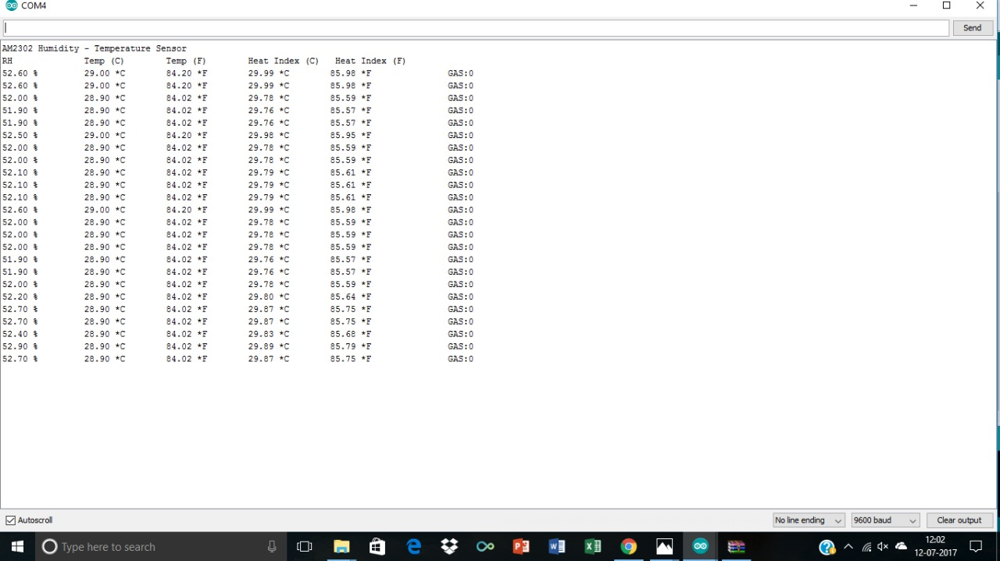 COM4
Send
AM2302 Humidity - Temperature Sensor
RH Temp (C) Temp (F) Heat Index (C) Heat Index (F)
52.60 % 29.00 *C 84.20 *F 29.99 *C 85.98 *F GAS:0
52.60 % 29.00 *C 84.20 *F 29.99 *C 85.98 *F GAS:0
52.00 % 28.90 *C 84.02 *F 29.78 *C 85.59 *F GAS:0
51.90 % 28.90 *C 84.02 *F 29.76 *C 85.57 *F GAS:0
51.90 % 28.90 *C 84.02 *F 29.76 *C 85.57 *F GAS:0
52.50 % 29.00 *C 84.20 *F 29.98 *C 85.95 *F GAS:0
52.00 % 28.90 *C 84.02 *F 29.78 *C 85.59 *F GAS:0
52.00 % 28.90 *C 84.02 *F 29.78 *C 85.59 *F GAS:0
52.10 % 28.90 *C 84.02 *F 29.79 *C 85.61 *F GAS:0
52.10 % 28.90 *C 84.02 *F 29.79 *C 85.61 *F GAS:0
52.10 % 28.90 *C 84.02 *F 29.79 *C 85.61 *F GAS:0
52.60 % 29.00 *C 84.20 *F 29.99 *C 85.98 *F GAS:0
52.00 % 28.90 *C 84.02 *F 29.78 *C 85.59 *F GAS:0
52.00 % 28.90 *C 84.02 *F 29.78 *C 85.59 *F GAS:0
52.00 % 28.90 *C 84.02 *F 29.78 *C 85.59 *F GAS:0
51.90 % 28.90 *C 84.02 *F 29.76 *C 85.57 *F GAS:0
51.90 % 28.90 *C 84.02 *F 29.76 *C 85.57 *F GAS:0
52.00 % 28.90 *C 84.02 *F 29.78 *C 85.59 *F GAS:0
52.20 % 28.90 *C 84.02 *F 29.80 *C 85.64 *F GAS:0
52.70 % 28.90 *C 84.02 *F 29.87 *C 85.75 *F GAS:0
52.70 % 28.90 *C 84.02 *F 29.87 *C 85.75 *F GAS:0
52.40 % 28.90 *C 84.02 *F 29.83 *C 85.68 *F GAS:0
52.90 % 28.90 *C 84.02 *F 29.89 *C 85.79 *F GAS:0
52.70 % 28.90 *C 84.02 *F 29.87 *C 85.75 *F GAS:0
Autoscroll No line ending 9600 baud Clear output
Type here to search
12:02
12-07-2017